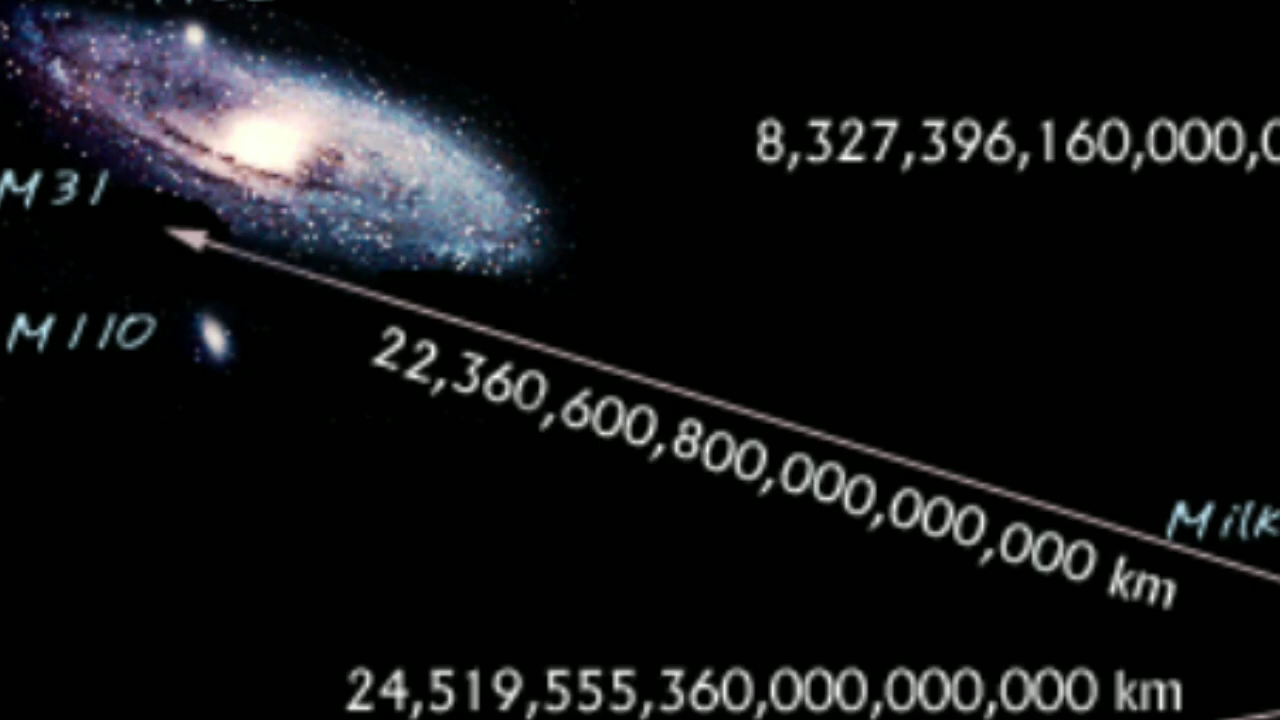 8,327,396,160,000,0
M31
M110
22,360,600,800,000,000,000 km
Milk
24,519,555,360,000,000,000 km